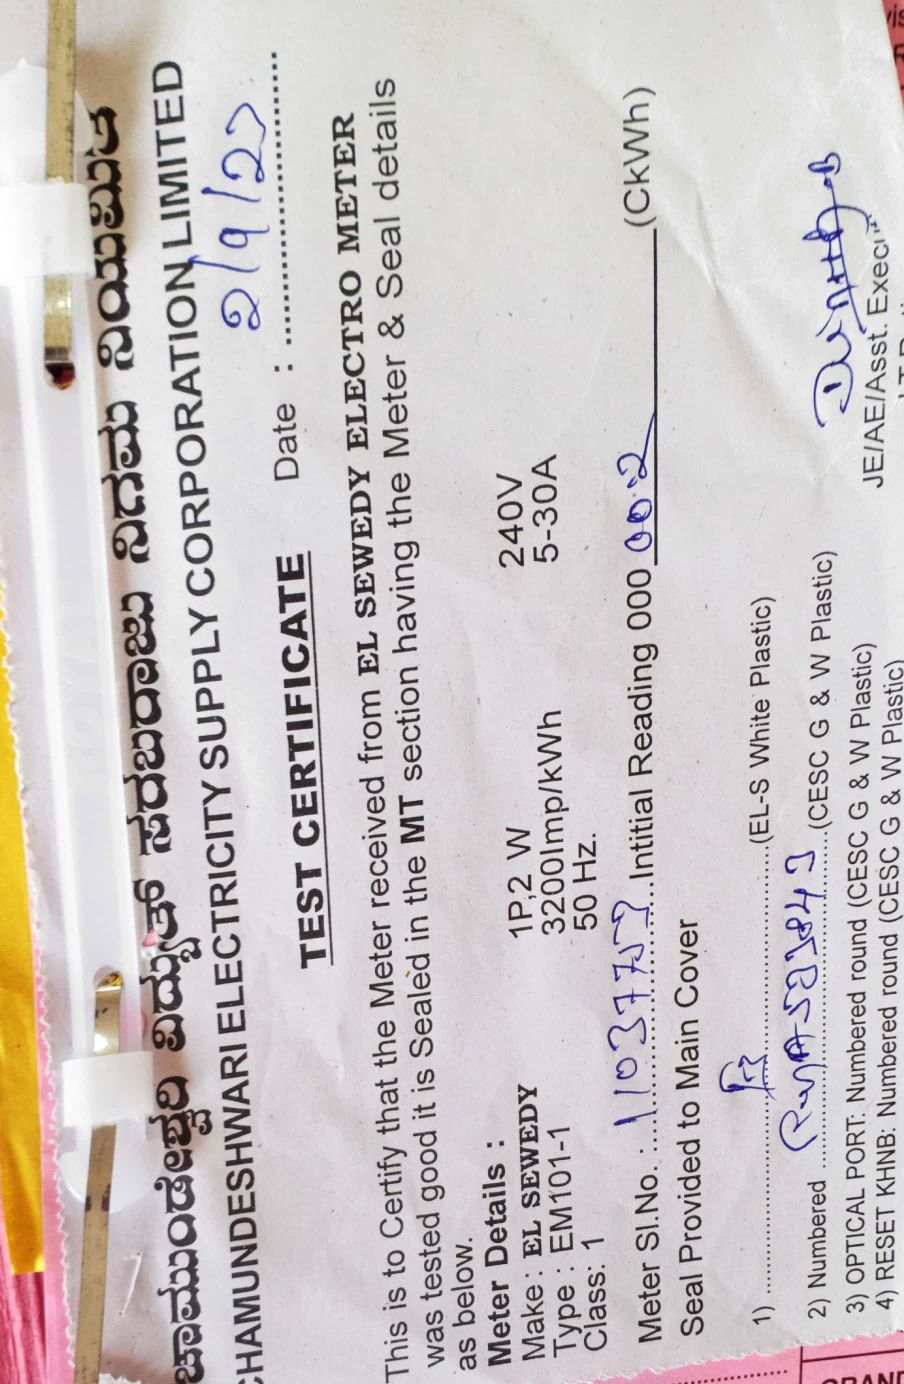 ಚಾಮುಂಡೇಶ್ವರಿ ವಿದ್ಯುತ್ ಸರಬರಾಜು ನಿಗಮ ನಿಯಮಿತ
CHAMUNDESHWARI ELECTRICITY SUPPLY CORPORATION LIMITED
TEST CERTIFICATE Date :
This is to Certify that the Meter received from EL SEWEDY ELECTRO METER
was tested good it is Sealed in the MT section having the Meter & Seal details
as below.
Meter Details :
Make : EL SEWEDY 1P,2 W 240V
Type : EM101-1 3200Imp/kWh 5-30A
Class: 1 50 Hz.
Meter Sl.No. : Intitial Reading 000 00.2 (CkWh)
Seal Provided to Main Cover
1) (EL-S White Plastic)
2) Numbered (CESC G & W Plastic)
3) OPTICAL PORT: Numbered round (CESC G & W Plastic)
4) RESET KHNB: Numbered round (CESC G & W Plastic)
JE/AE/Asst.